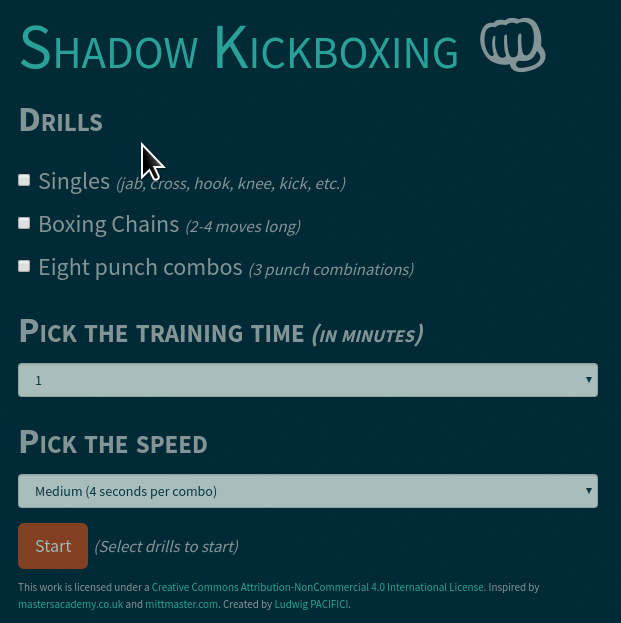 Shadow Kickboxing
Drills
Singles (jab, cross, hook, knee, kick, etc.)
Boxing Chains (2-4 moves long)
Eight punch combos (3 punch combinations)
Pick the training time (in minutes)
1
Pick the speed
Medium (4 seconds per combo)
Start (Select drills to start)
This work is licensed under a Creative Commons Attribution-NonCommercial 4.0 International License. Inspired by
mastersacademy.co.uk and mittmaster.com. Created by Ludwig PACIFICI.